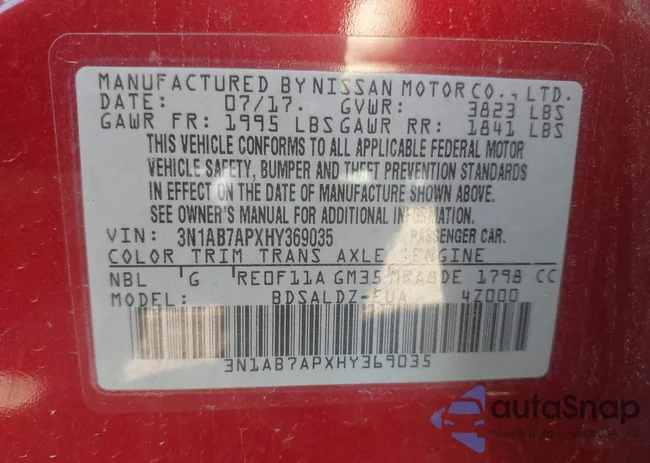 MANUFACTURED BY NISSAN MOTOR CO., LTD.
DATE: 07/17 GVWR: 3823 LBS
GAWR FR: 1995 LBS GAWR RR: 1841 LBS
THIS VEHICLE CONFORMS TO ALL APPLICABLE FEDERAL MOTOR
VEHICLE SAFETY, BUMPER AND THEFT PREVENTION STANDARDS
IN EFFECT ON THE DATE OF MANUFACTURE SHOWN ABOVE.
SEE OWNER'S MANUAL FOR ADDITIONAL INFORMATION.
VIN: 3N1AB7APXHY369035 PASSENGER CAR.
COLOR TRIM TRANS AXLE ENGINE
NBL G RE0F11A GM35 MRA8DE 1798 CC
MODEL: BDSALDZ-EUA 4Z000
3N1AB7APXHY369035
autoSnap